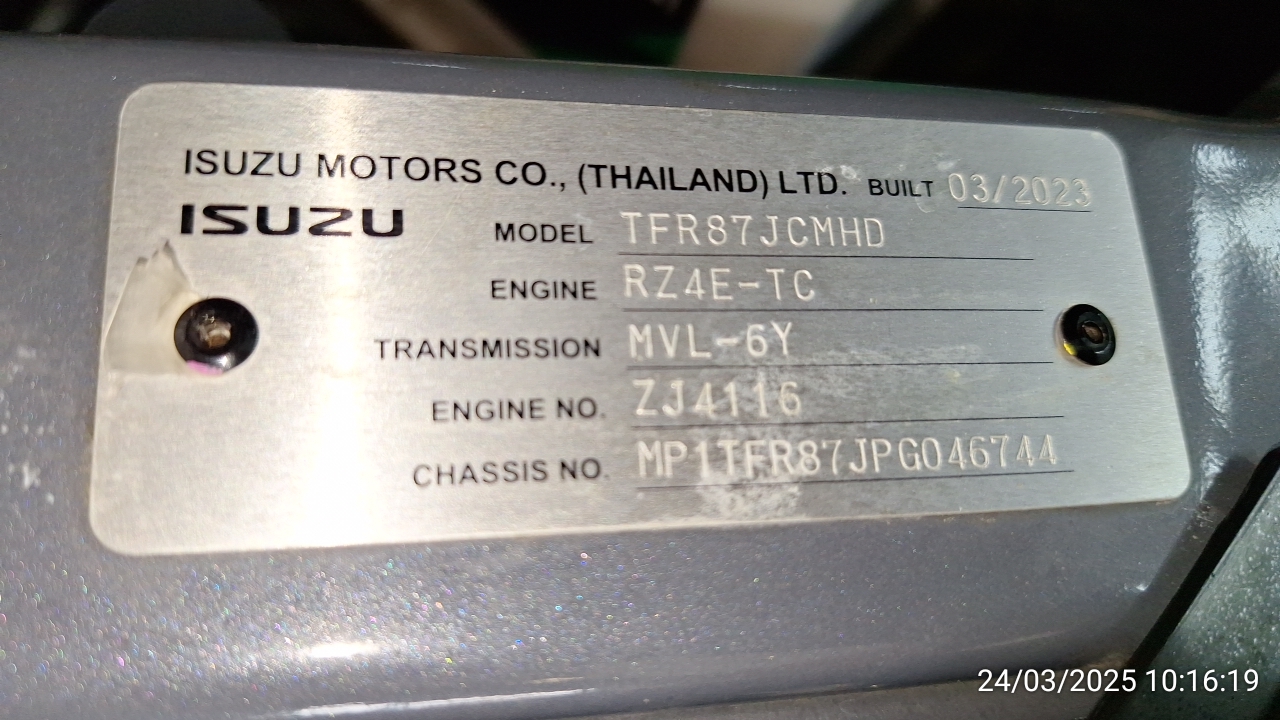 ISUZU MOTORS CO., (THAILAND) LTD. BUILT 03/2023
ISUZU
MODEL TFR87JCMHD
ENGINE RZ4E-TC
TRANSMISSION MVL-6Y
ENGINE NO. ZJ4116
CHASSIS NO. MP1TFR87JPG046744
24/03/2025 10:16:19